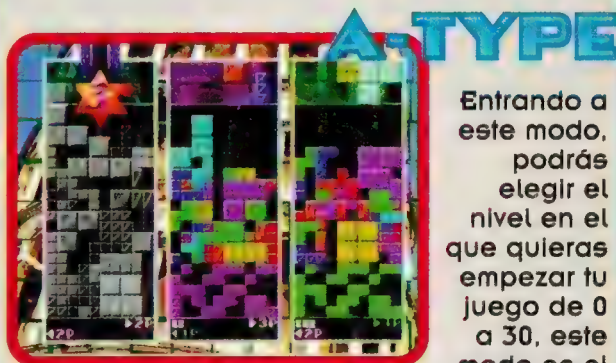 A-TYPE
Entrando a
este modo,
podrás
elegir el
nivel en el
que quieras
empezar tu
juego de 0
a 30, este